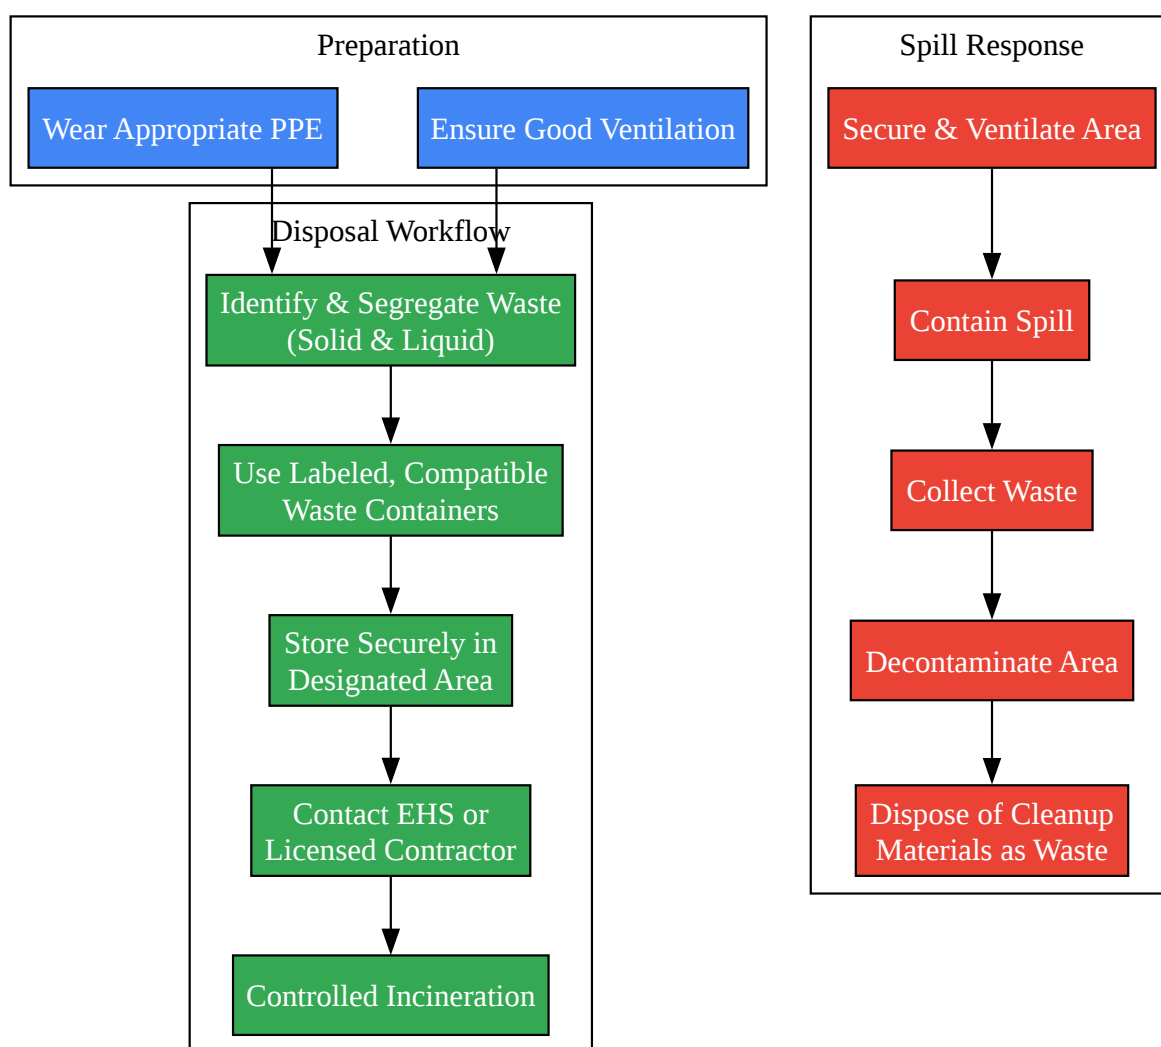 Preparation
Wear Appropriate PPE
Ensure Good Ventilation
Disposal Workflow
Identify & Segregate Waste
(Solid & Liquid)
Use Labeled, Compatible
Waste Containers
Store Securely in
Designated Area
Contact EHS or
Licensed Contractor
Controlled Incineration
Spill Response
Secure & Ventilate Area
Contain Spill
Collect Waste
Decontaminate Area
Dispose of Cleanup
Materials as Waste